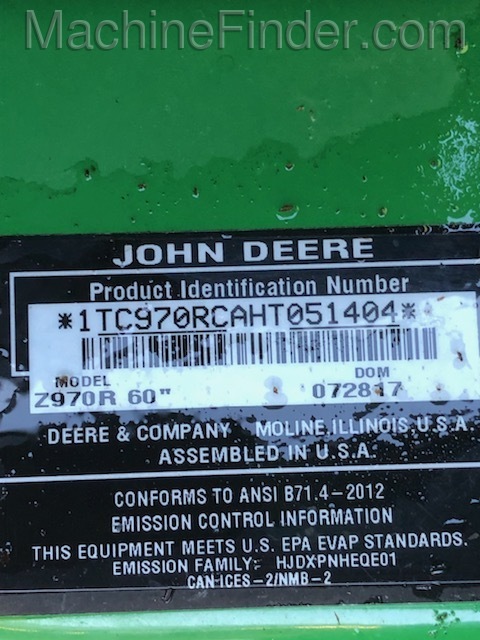 MachineFinder.com
JOHN DEERE
Product Identification Number
*1TC970RCAHT051404*
MODEL DOM
Z970R 60" 072817
DEERE & COMPANY MOLINE, ILLINOIS U.S.A.
ASSEMBLED IN U.S.A.
CONFORMS TO ANSI B71.4-2012
EMISSION CONTROL INFORMATION
THIS EQUIPMENT MEETS U.S. EPA EVAP STANDARDS.
EMISSION FAMILY: HJDXPNHEQE01
CAN ICES-2/NMB-2